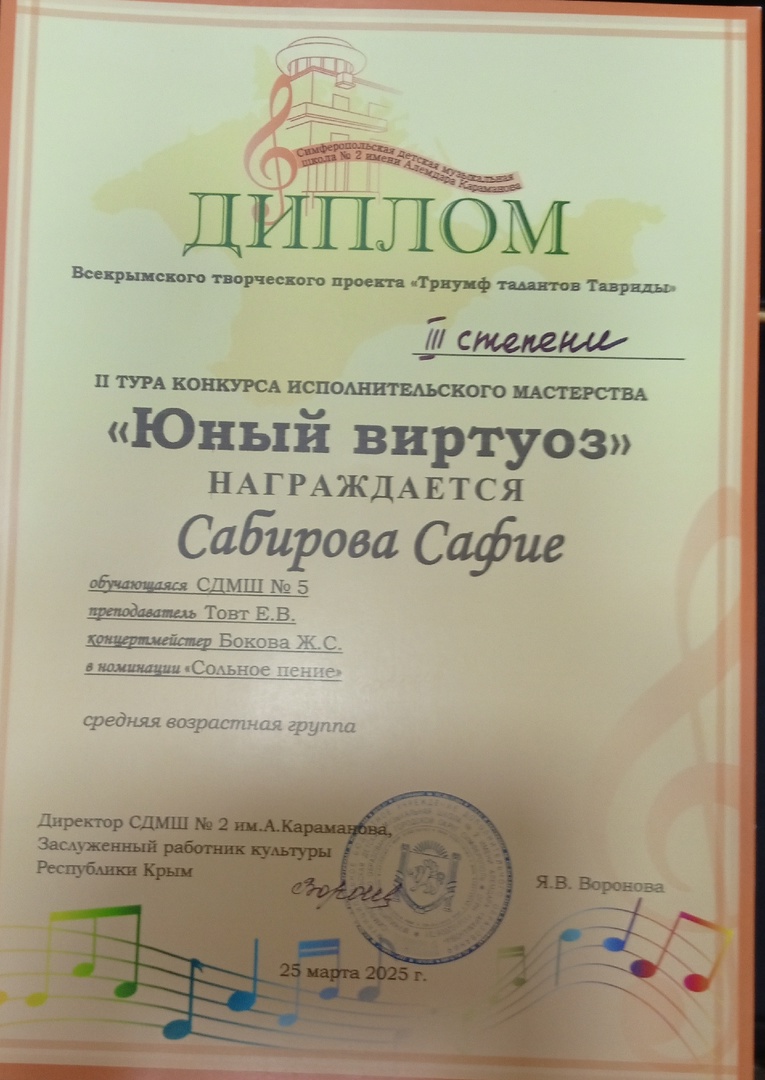 Симферопольская детская музыкальная
школа № 2 имени Алемдара Караманова
ДИПЛОМ
Всекрымского творческого проекта «Триумф талантов Тавриды»
III степени
II ТУРА КОНКУРСА ИСПОЛНИТЕЛЬСКОГО МАСТЕРСТВА
«Юный виртуоз»
НАГРАЖДАЕТСЯ
Сабирова Сафие
обучающаяся СДМШ № 5
преподаватель Товт Е.В.
концертмейстер Бокова Ж.С.
в номинации «Сольное пение»
средняя возрастная группа
Директор СДМШ № 2 им.А.Караманова,
Заслуженный работник культуры
Республики Крым
Я.В. Воронова
25 марта 2025 г.